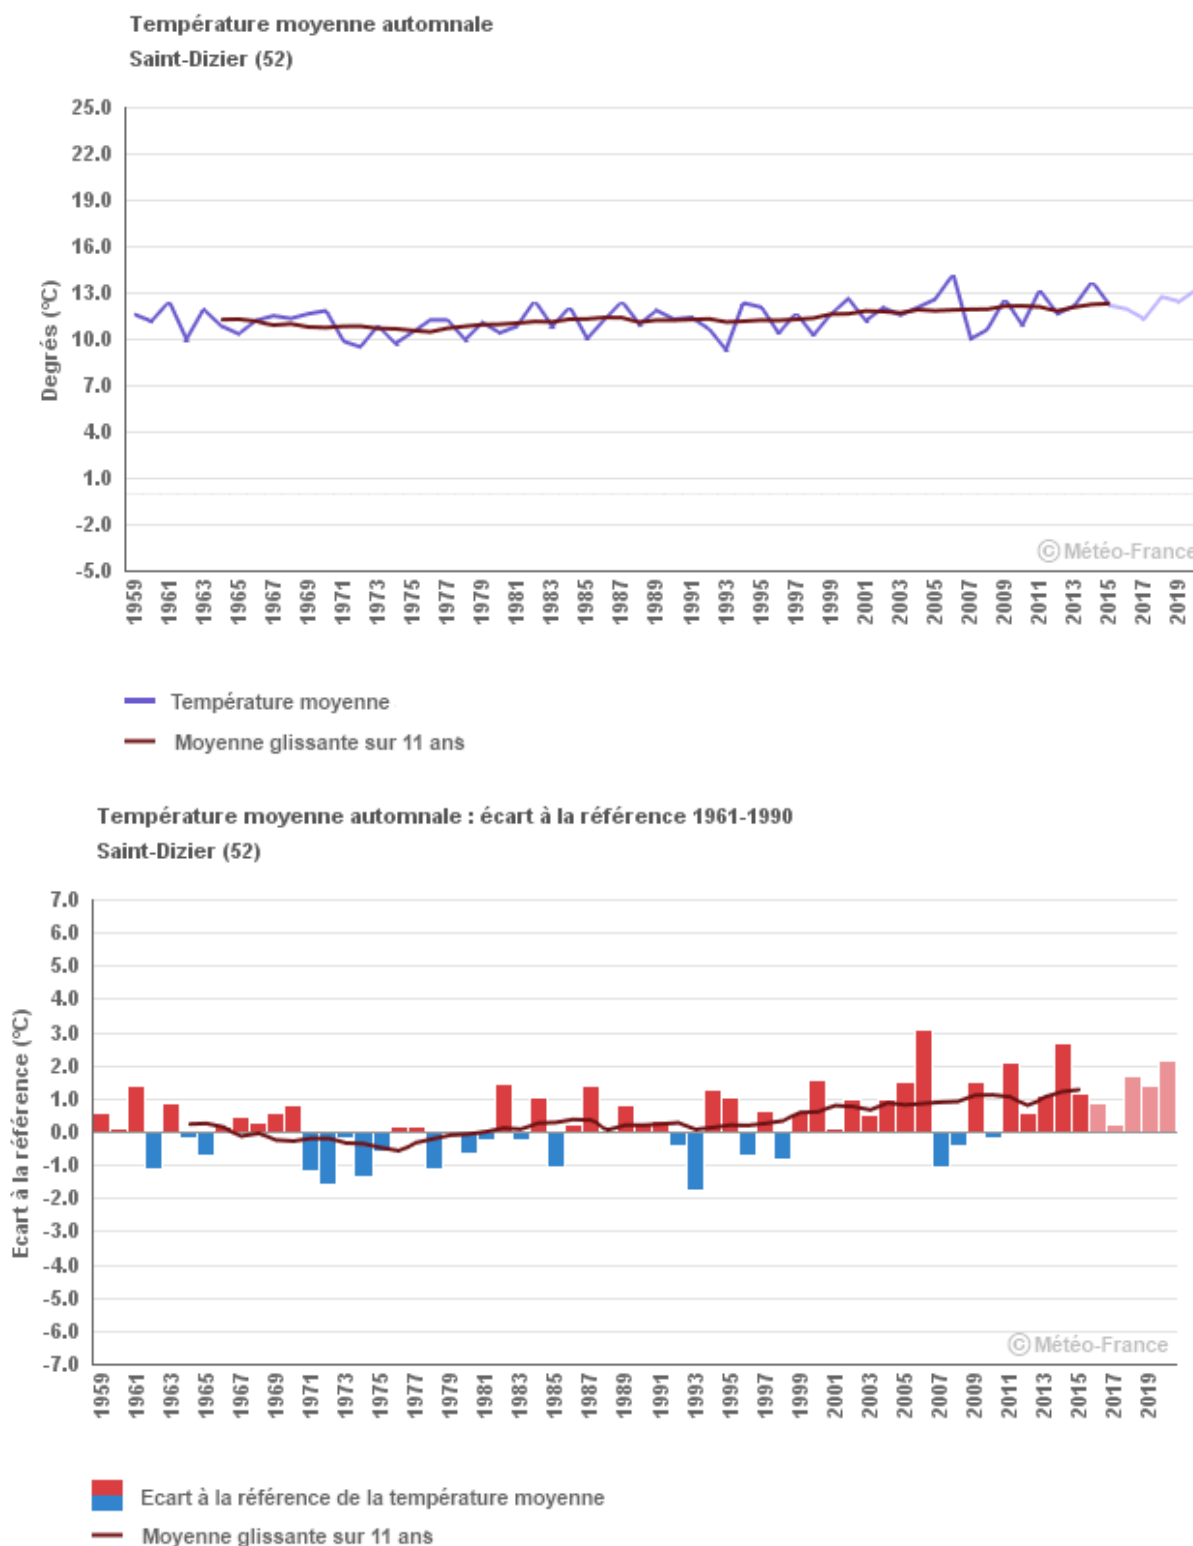 Température moyenne automnale
Saint-Dizier (52)
25.0
22.0
19.0
16.0
13.0
10.0
7.0
4.0
1.0
-2.0
-5.0
Degrés (°C)
© Météo-France
1959 1961 1963 1965 1967 1969 1971 1973 1975 1977 1979 1981 1983 1985 1987 1989 1991 1993 1995 1997 1999 2001 2003 2005 2007 2009 2011 2013 2015 2017 2019
Température moyenne
Moyenne glissante sur 11 ans
Température moyenne automnale : écart à la référence 1961-1990
Saint-Dizier (52)
7.0
6.0
5.0
4.0
3.0
2.0
1.0
0.0
-1.0
-2.0
-3.0
-4.0
-5.0
-6.0
-7.0
Ecart à la référence (°C)
© Météo-France
1959 1961 1963 1965 1967 1969 1971 1973 1975 1977 1979 1981 1983 1985 1987 1989 1991 1993 1995 1997 1999 2001 2003 2005 2007 2009 2011 2013 2015 2017 2019
Ecart à la référence de la température moyenne
Moyenne glissante sur 11 ans